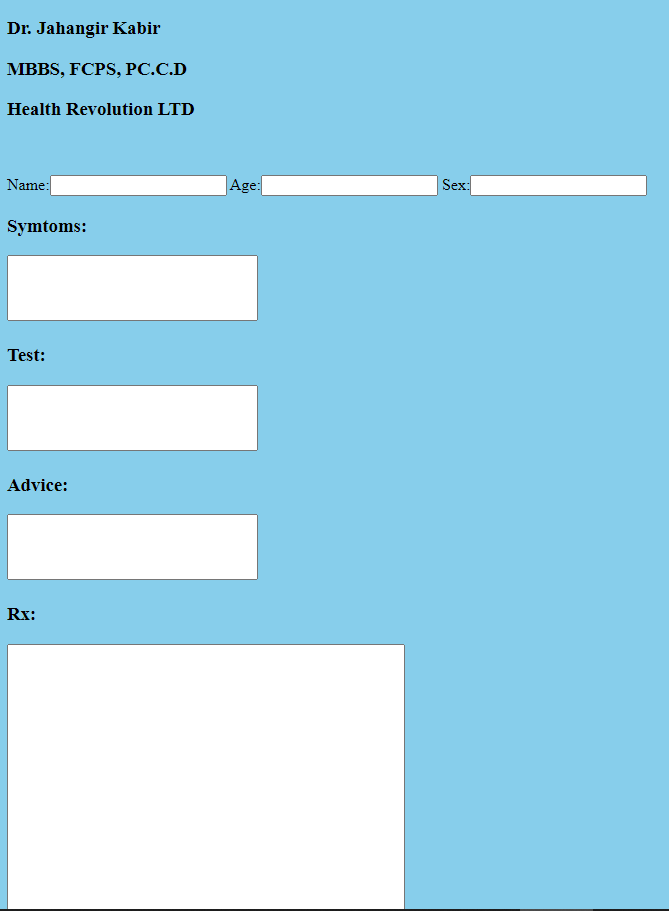 Dr. Jahangir Kabir
MBBS, FCPS, PC.C.D
Health Revolution LTD
Name: Age: Sex:
Symtoms:
Test:
Advice:
Rx: